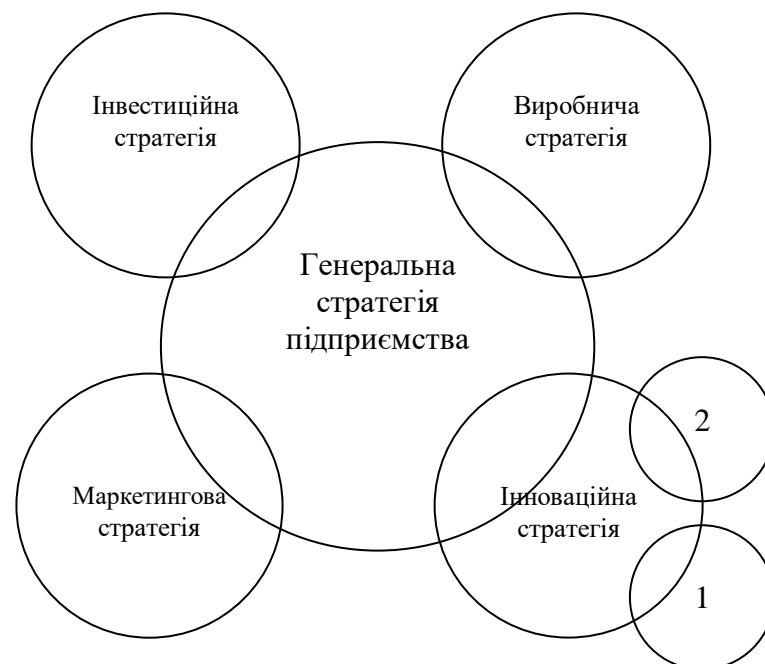 Інвестиційна
стратегія
Виробнича
стратегія
Генеральна
стратегія
підприємства
2
Маркетингова
стратегія
Інноваційна
стратегія
1